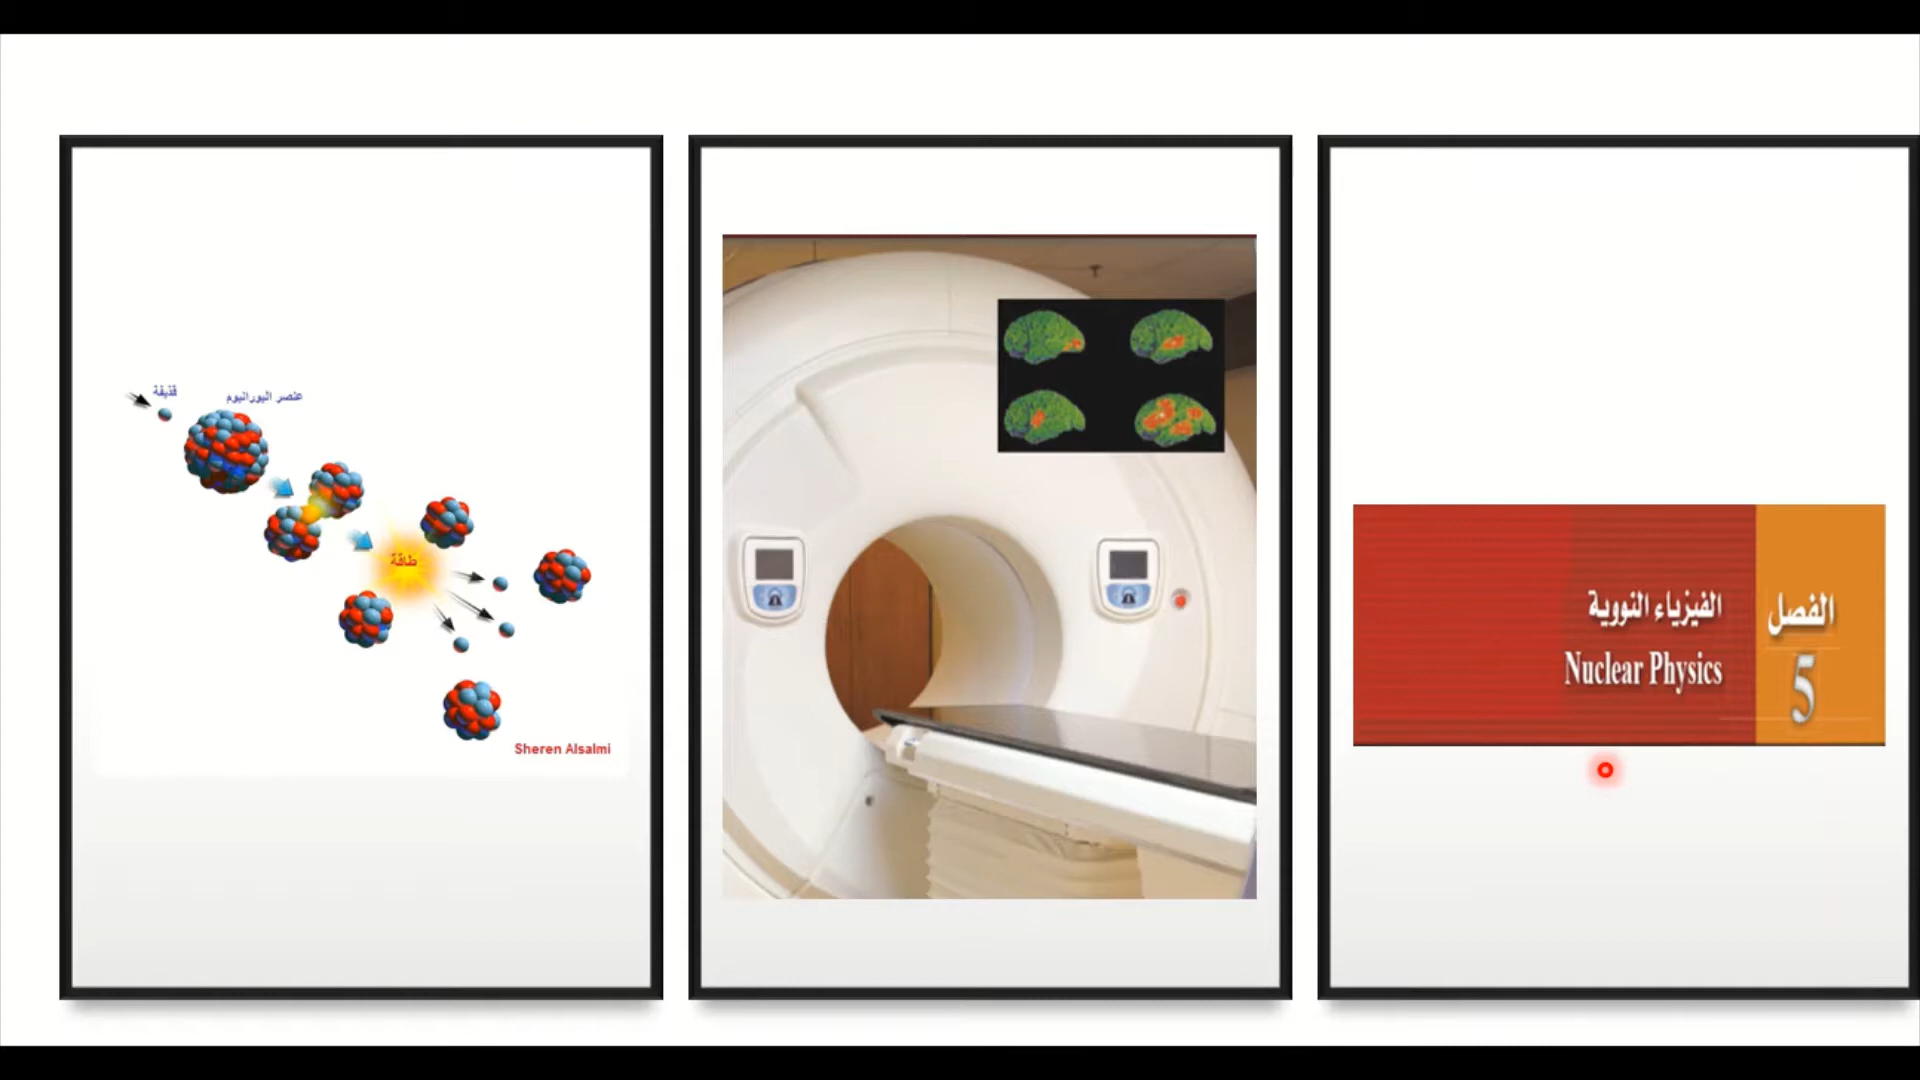 قذيفة
عنصر اليورانيوم
طاقة
Sheren Alsalmi
الفصل
5
الفيزياء النووية
Nuclear Physics